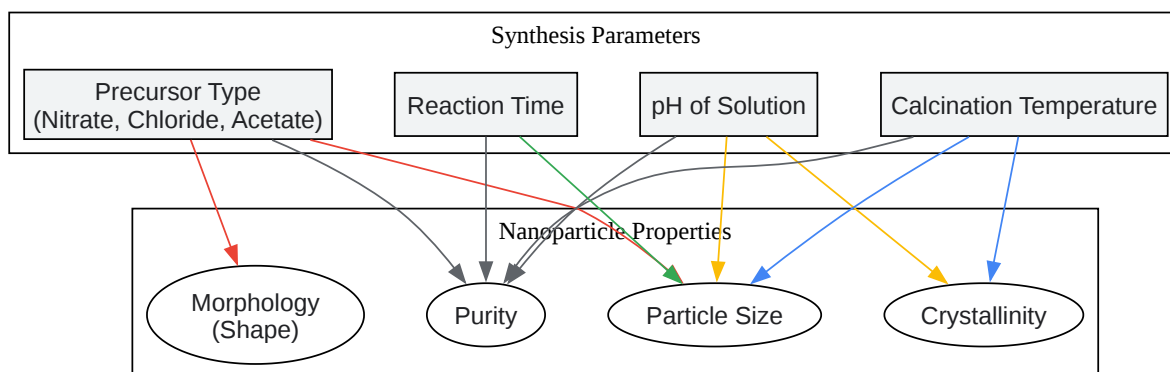 Synthesis Parameters
Precursor Type
(Nitrate, Chloride, Acetate)
Reaction Time
pH of Solution
Calcination Temperature
Nanoparticle Properties
Morphology
(Shape)
Purity
Particle Size
Crystallinity